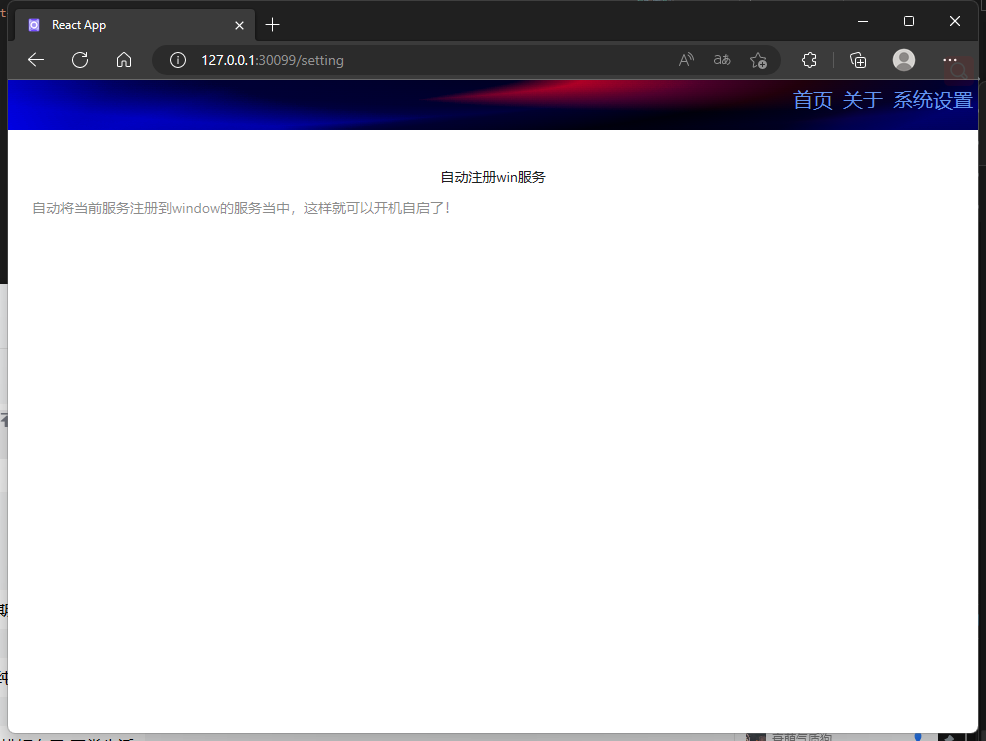 React App
127.0.0.1:30099/setting
首页 关于 系统设置
自动注册win服务
自动将当前服务注册到window的服务当中，这样就可以开机自启了！